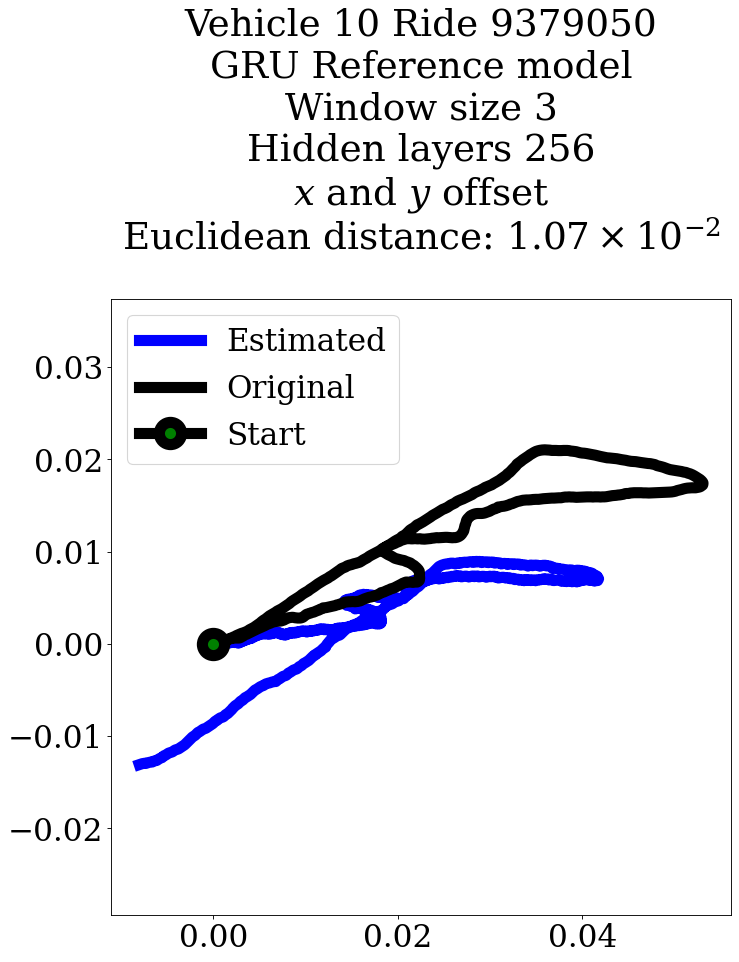 Vehicle 10 Ride 9379050
GRU Reference model
Window size 3
Hidden layers 256
x and y offset
Euclidean distance: 1.07 × 10⁻²
Estimated
Original
Start
0.03
0.02
0.01
0.00
−0.01
−0.02
0.00 0.02 0.04